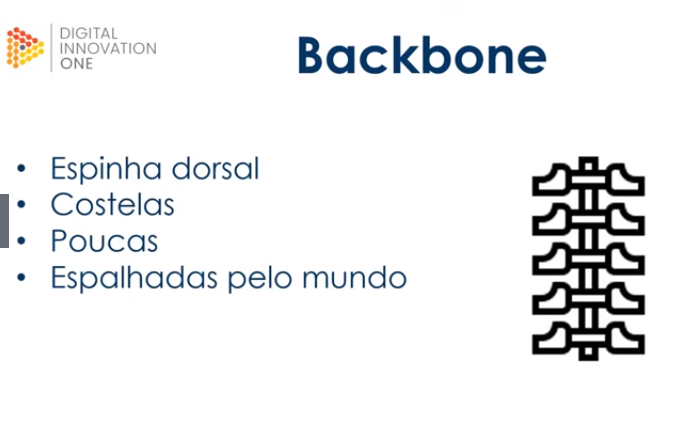 DIGITAL
INNOVATION
ONE
Backbone
• Espinha dorsal
• Costelas
• Poucas
• Espalhadas pelo mundo